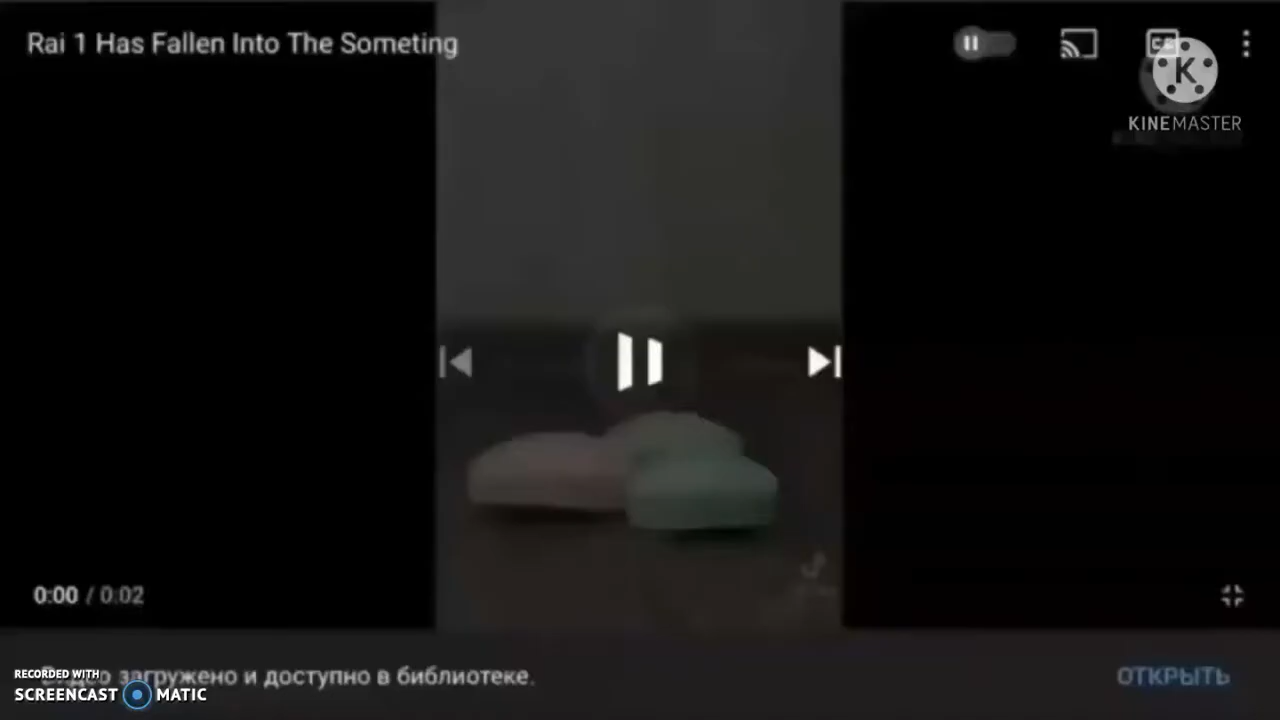 Rai 1 Has Fallen Into The Someting
KINEMASTER
0:00 / 0:02
Видео загружено и доступно в библиотеке.
ОТКРЫТЬ
RECORDED WITH
SCREENCAST MATIC